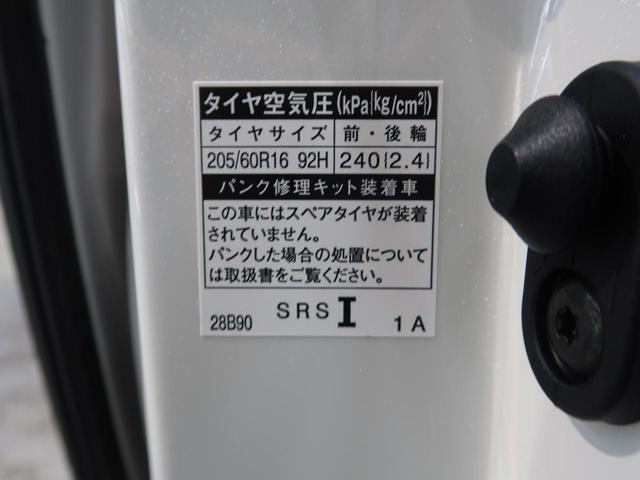 タイヤ空気圧(kPa{kg/cm²})
タイヤサイズ 前・後輪
205/60R16 92H 240{2.4}
パンク修理キット装着車
この車にはスペアタイヤが装着
されていません。
パンクした場合の処置について
は取扱書をご覧ください。
28B90 SRS I 1A